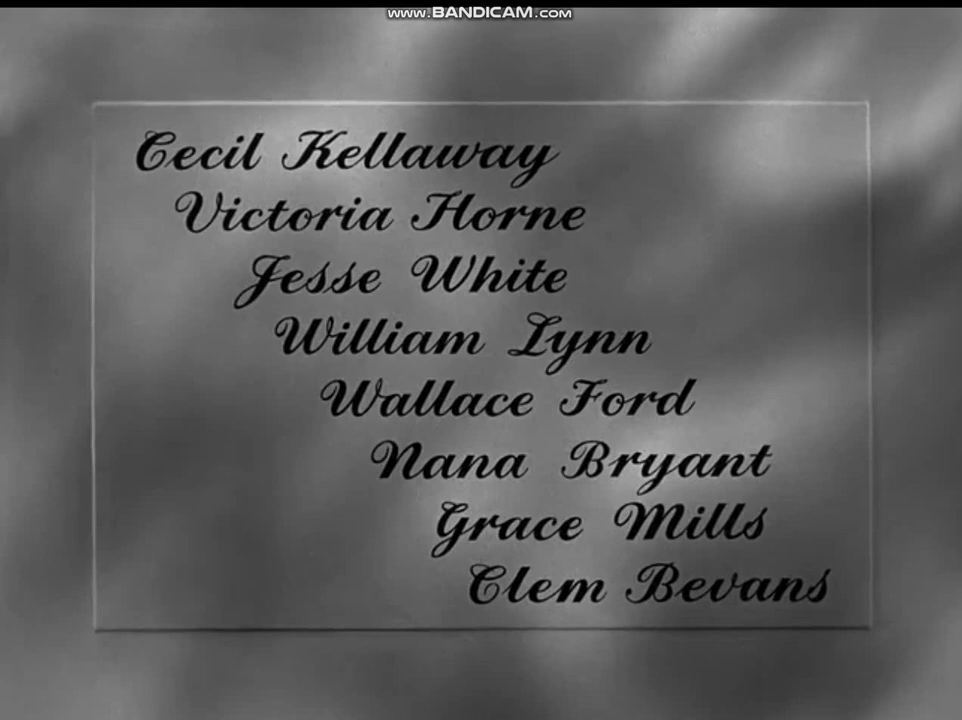 www.BANDICAM.com
Cecil Kellaway
Victoria Horne
Jesse White
William Lynn
Wallace Ford
Nana Bryant
Grace Mills
Clem Bevans